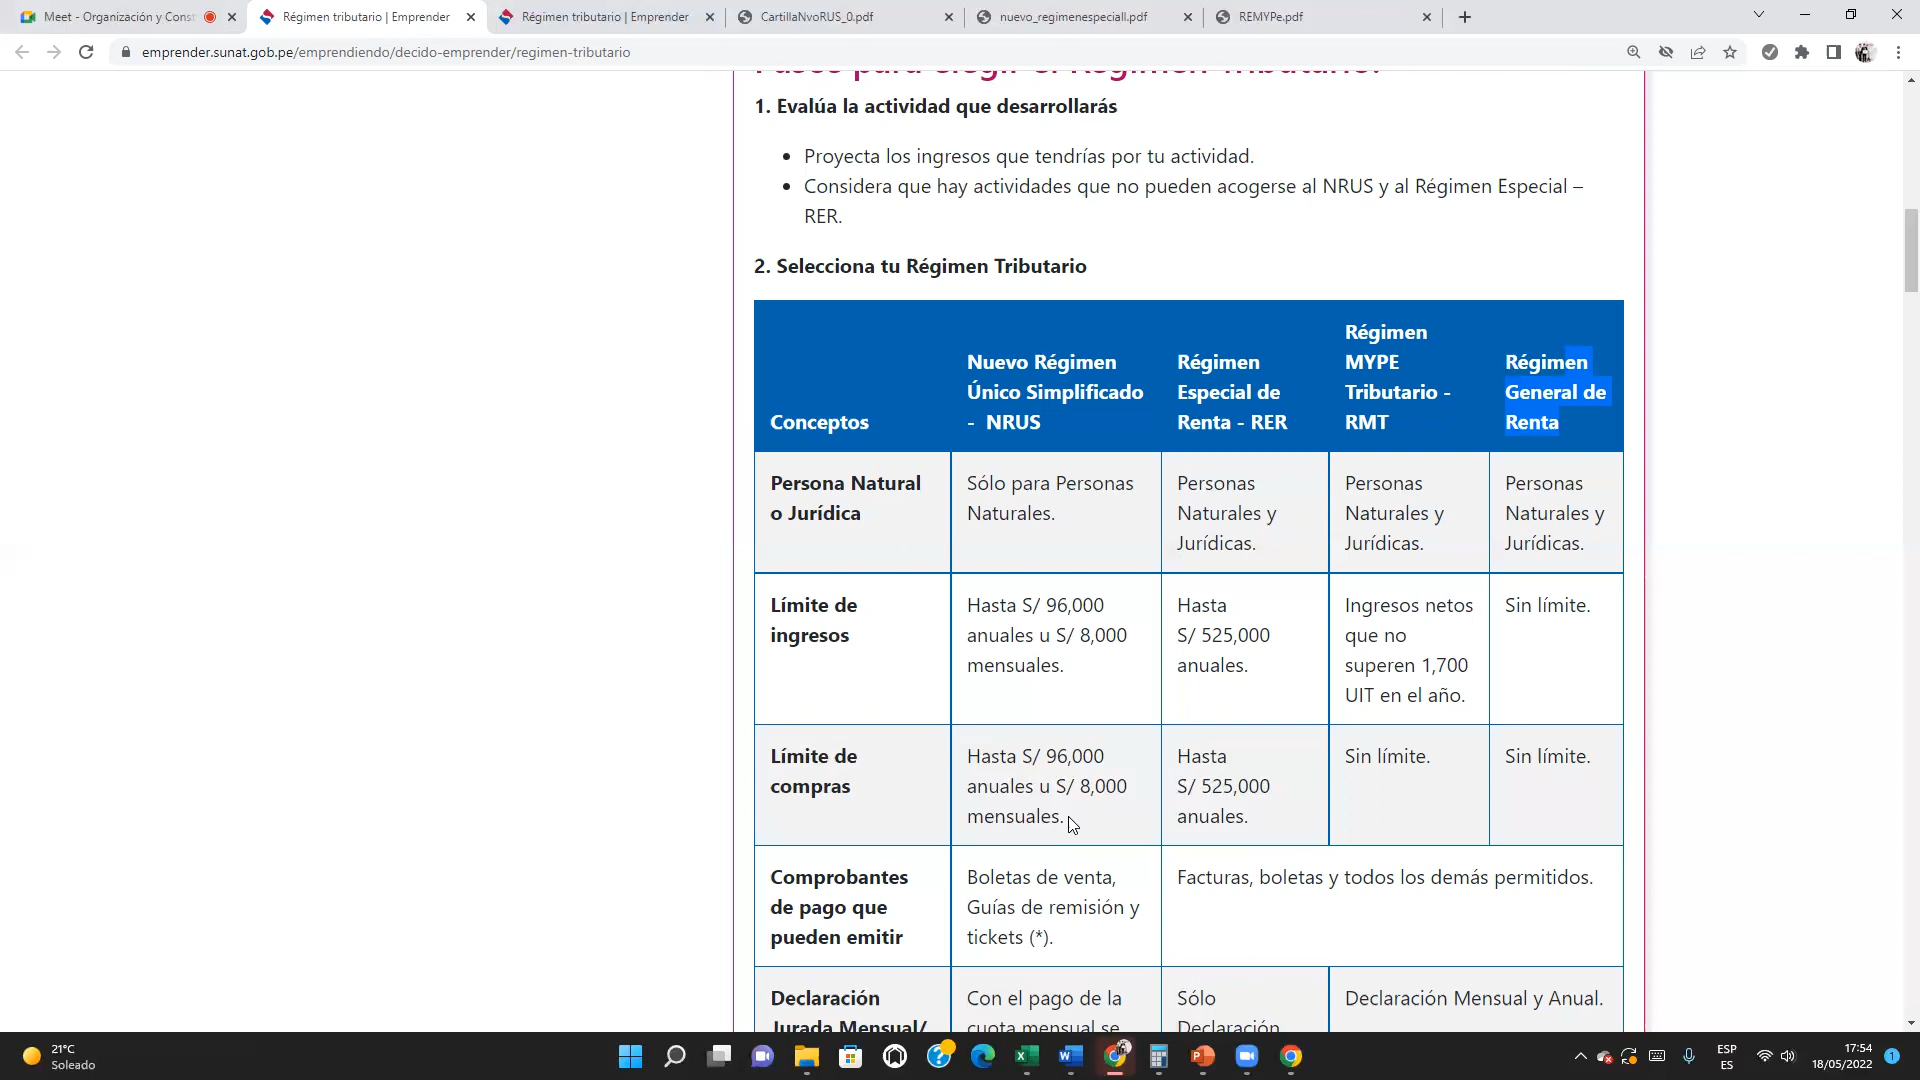 Meet - Organización y Const
Régimen tributario | Emprender
Régimen tributario | Emprender
CartillaNvoRUS_0.pdf
nuevo_regimenespeciall.pdf
REMYPe.pdf
emprender.sunat.gob.pe/emprendiendo/decido-emprender/regimen-tributario
1. Evalúa la actividad que desarrollarás
• Proyecta los ingresos que tendrías por tu actividad.
• Considera que hay actividades que no pueden acogerse al NRUS y al Régimen Especial –
RER.
2. Selecciona tu Régimen Tributario
Conceptos
Nuevo Régimen
Único Simplificado
- NRUS
Régimen
Especial de
Renta - RER
Régimen
MYPE
Tributario -
RMT
Régimen
General de
Renta
Persona Natural
o Jurídica
Sólo para Personas
Naturales.
Personas
Naturales y
Jurídicas.
Personas
Naturales y
Jurídicas.
Personas
Naturales y
Jurídicas.
Límite de
ingresos
Hasta S/ 96,000
anuales u S/ 8,000
mensuales.
Hasta
S/ 525,000
anuales.
Ingresos netos
que no
superen 1,700
UIT en el año.
Sin límite.
Límite de
compras
Hasta S/ 96,000
anuales u S/ 8,000
mensuales.
Hasta
S/ 525,000
anuales.
Sin límite.
Sin límite.
Comprobantes
de pago que
pueden emitir
Boletas de venta,
Guías de remisión y
tickets (*).
Facturas, boletas y todos los demás permitidos.
Declaración
Jurada Mensual/
Con el pago de la
cuota mensual se
Sólo
Declaración
Declaración Mensual y Anual.
21°C
Soleado
ESP
ES
17:54
18/05/2022
1